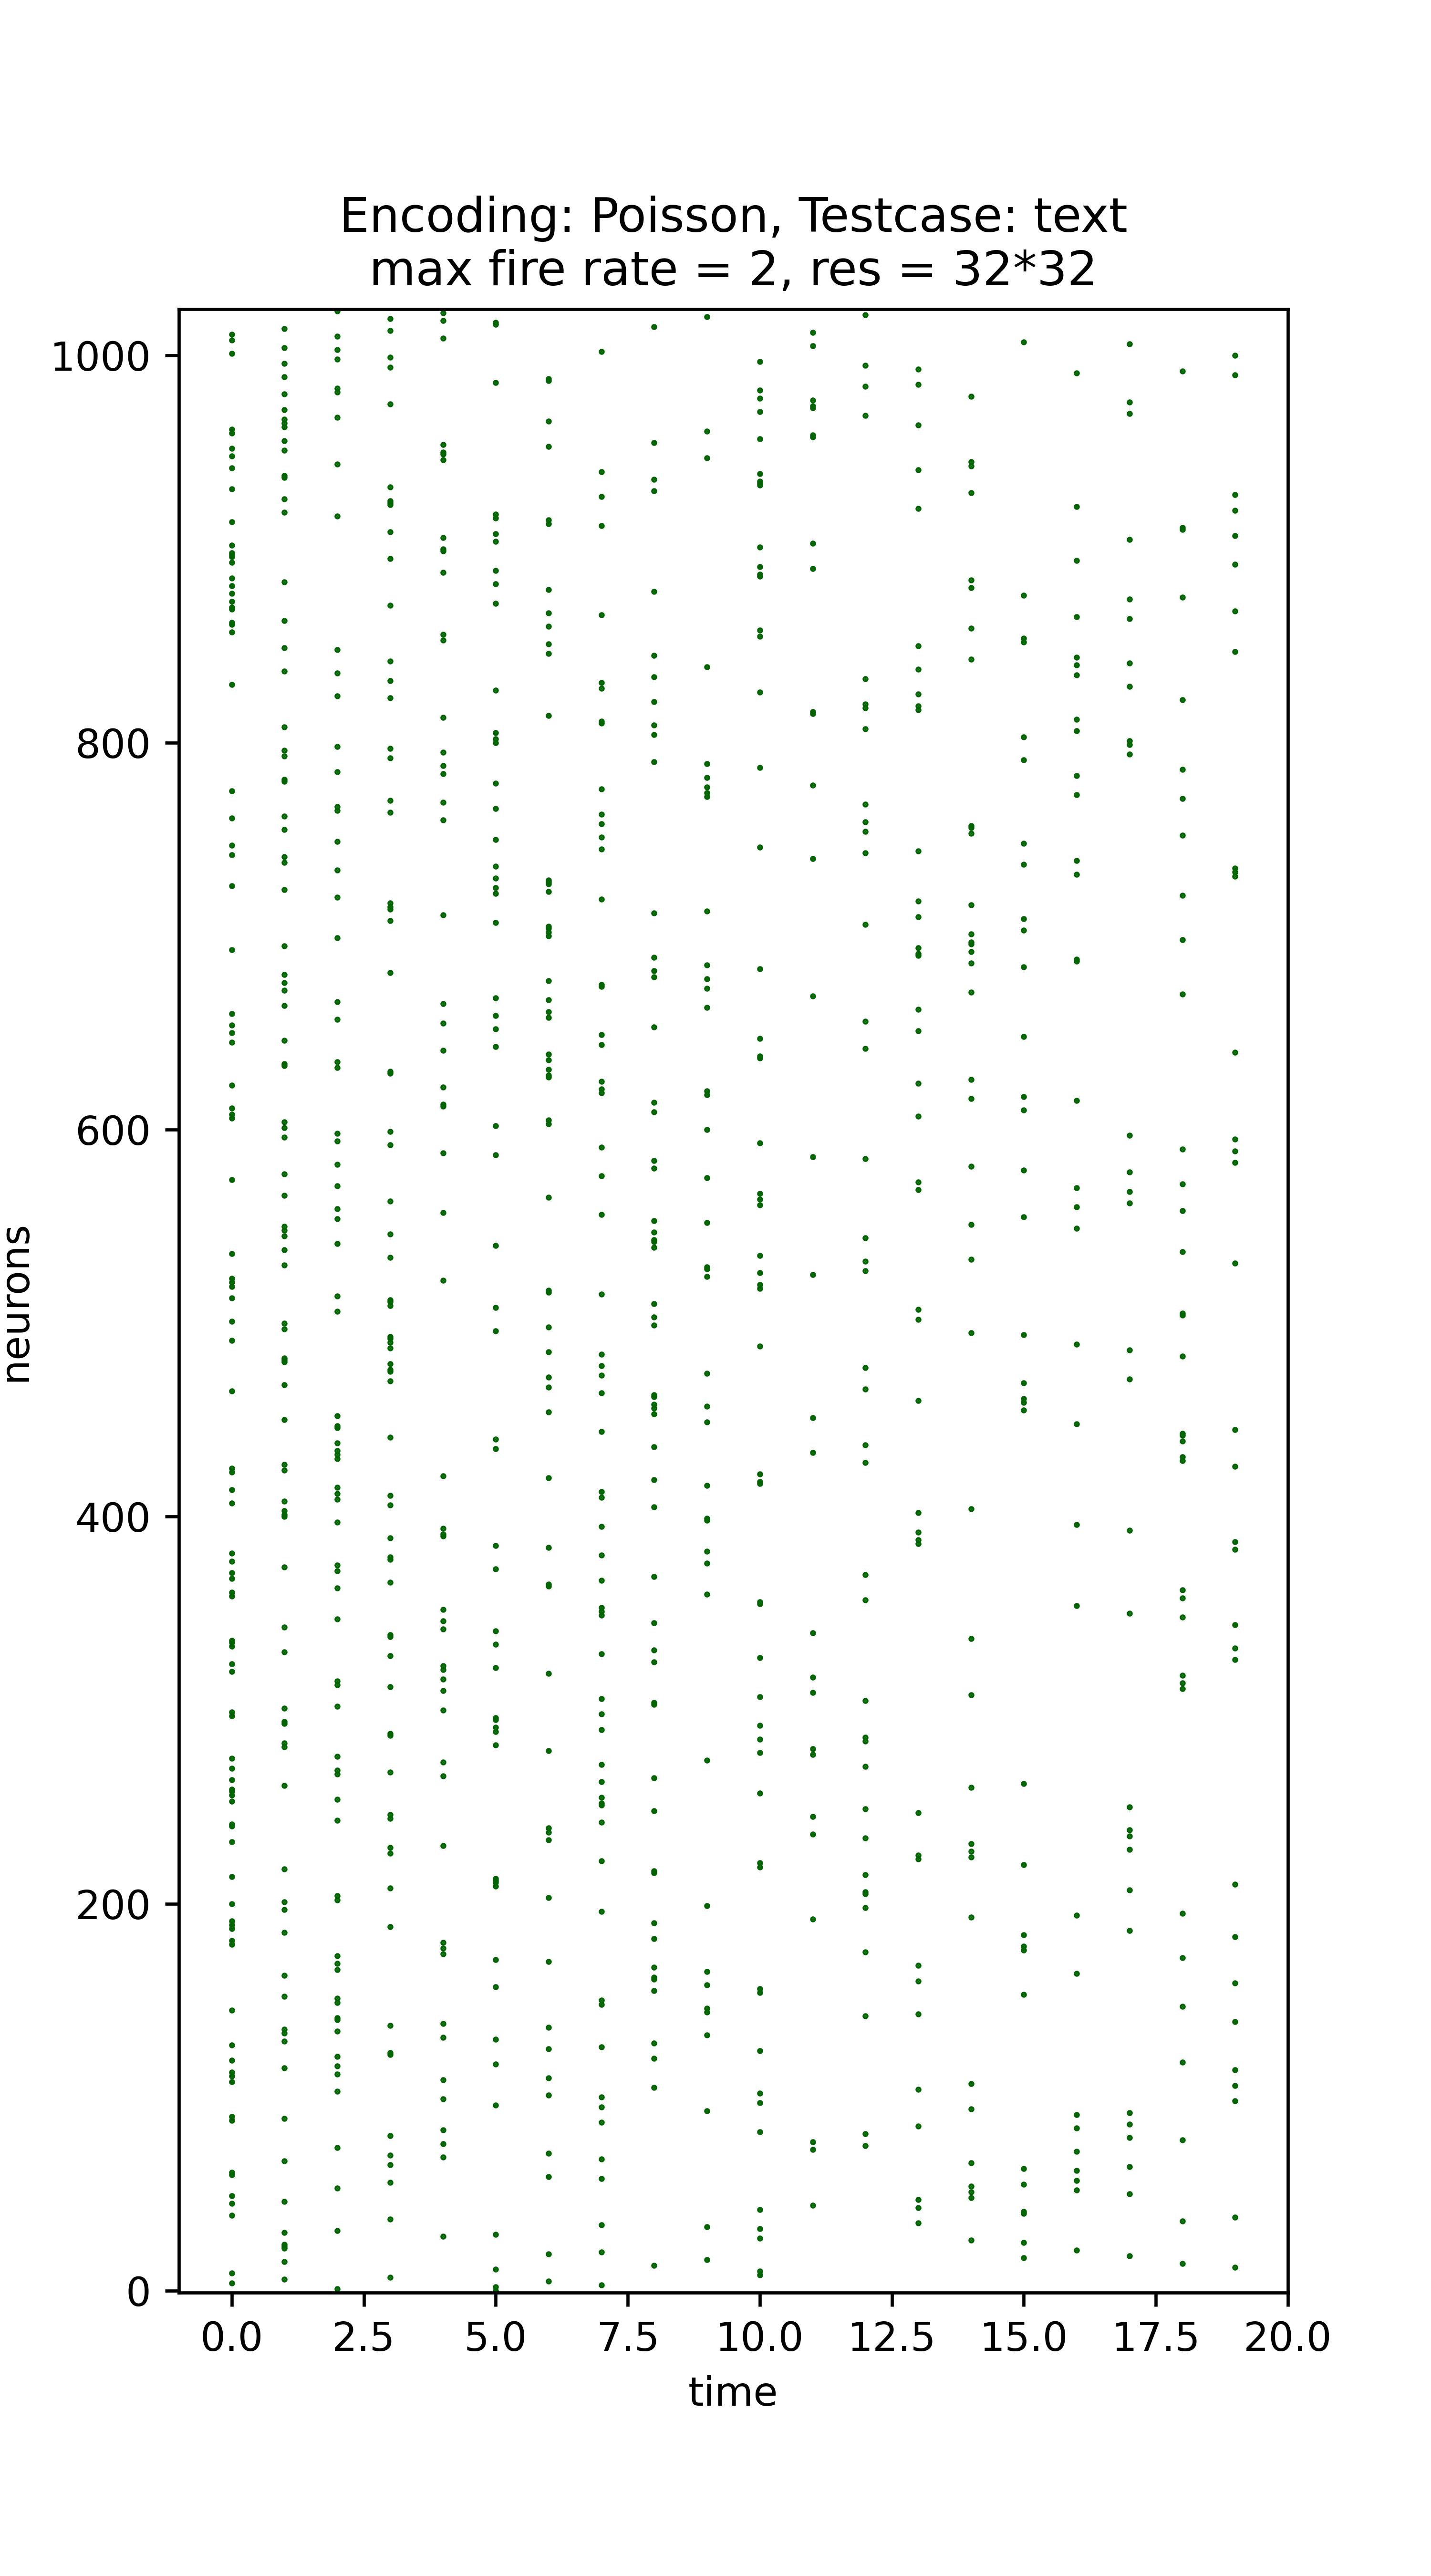 Encoding: Poisson, Testcase: text
max fire rate = 2, res = 32*32
1000
800
600
400
200
0
neurons
0.0 2.5 5.0 7.5 10.0 12.5 15.0 17.5 20.0
time